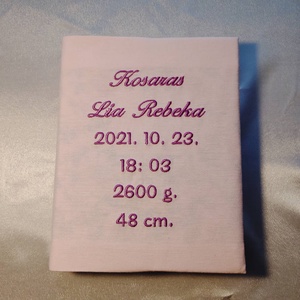 Kosaras
Lia Rebeka
2021. 10. 23.
18: 03
2600 g.
48 cm.